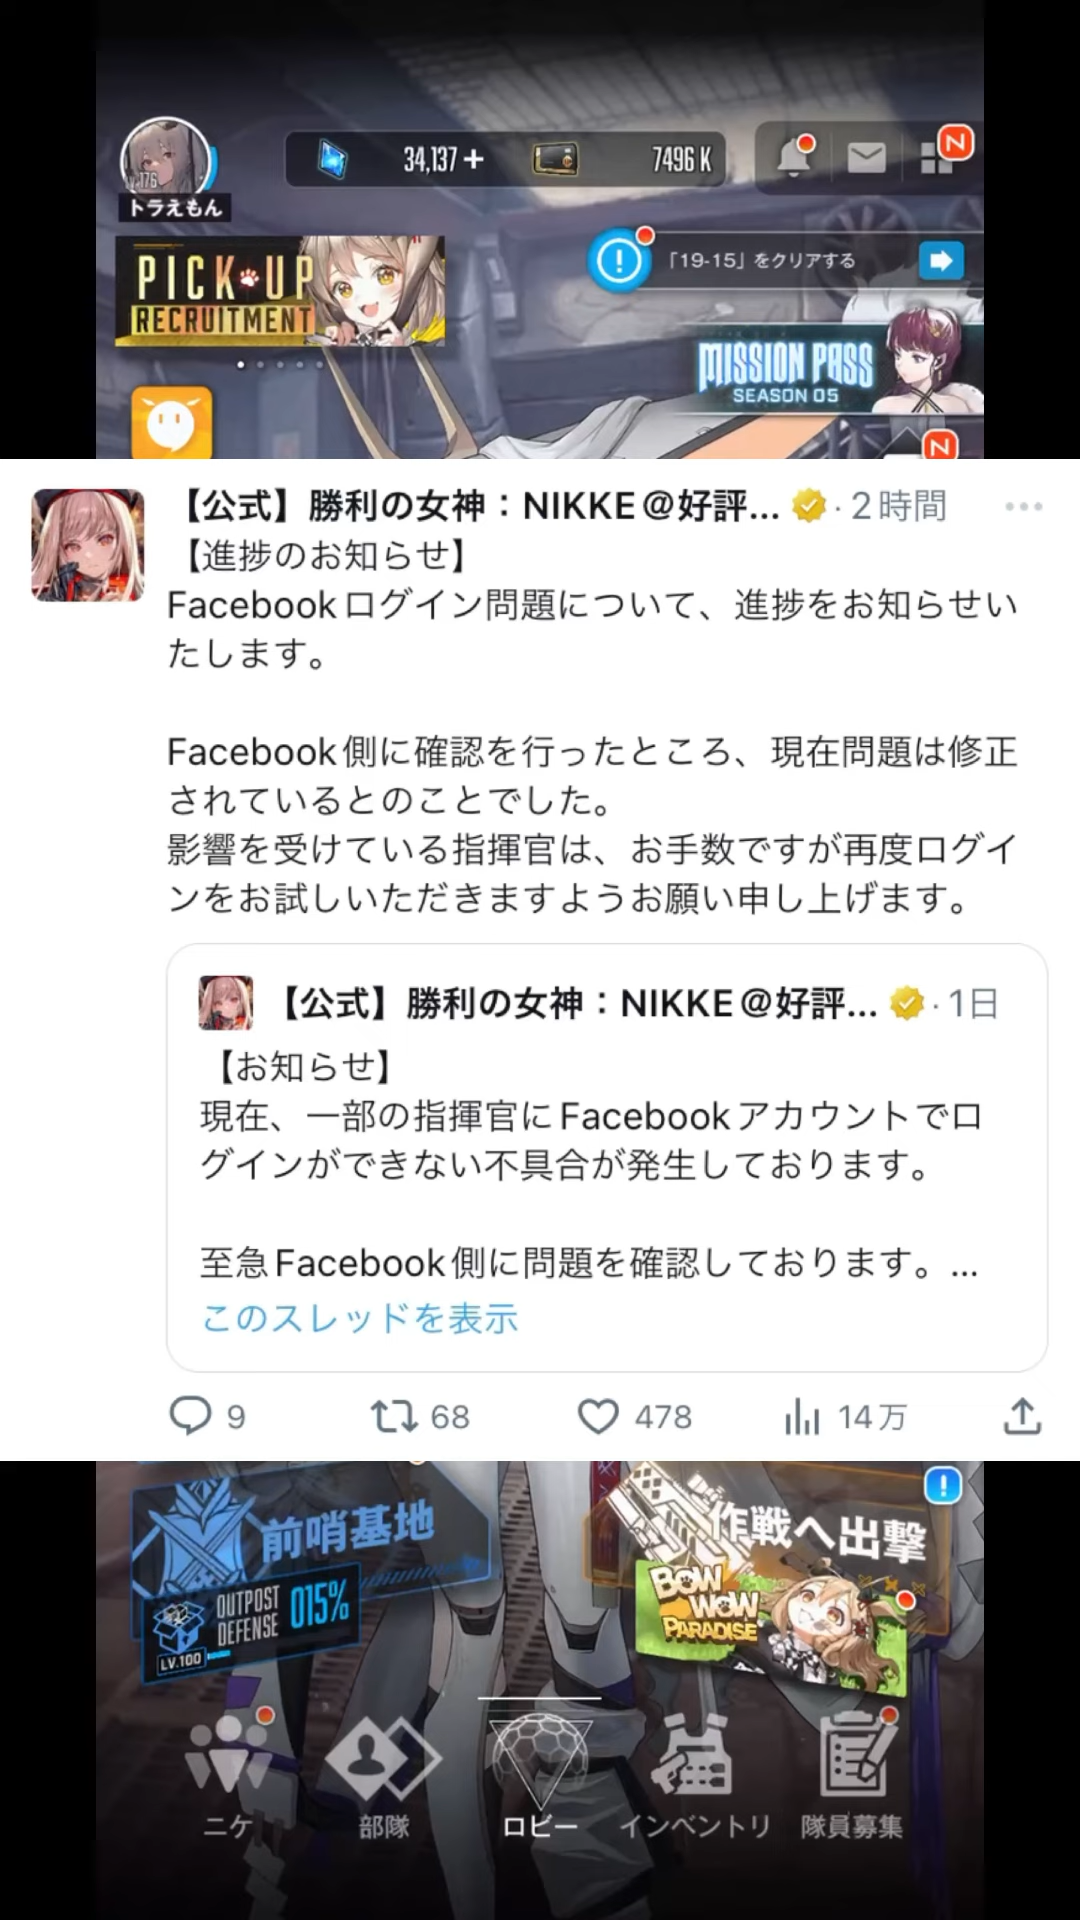 34,137+
7496 K
N
Lv.176
トラえもん
PICK UP
RECRUITMENT
「19-15」をクリアする
MISSION PASS
SEASON 05
N
【公式】勝利の女神：NIKKE@好評... · 2時間
【進捗のお知らせ】
Facebookログイン問題について、進捗をお知らせい
たします。
Facebook側に確認を行ったところ、現在問題は修正
されているとのことでした。
影響を受けている指揮官は、お手数ですが再度ログイ
ンをお試しいただきますようお願い申し上げます。
【公式】勝利の女神：NIKKE@好評... · 1日
【お知らせ】
現在、一部の指揮官にFacebookアカウントでロ
グインができない不具合が発生しております。
至急Facebook側に問題を確認しております。...
このスレッドを表示
9
68
478
14万
前哨基地
OUTPOST
DEFENSE
015%
LV.100
作戦へ出撃
BOW
WOW
PARADISE
ニケ
部隊
ロビー
インベントリ
隊員募集